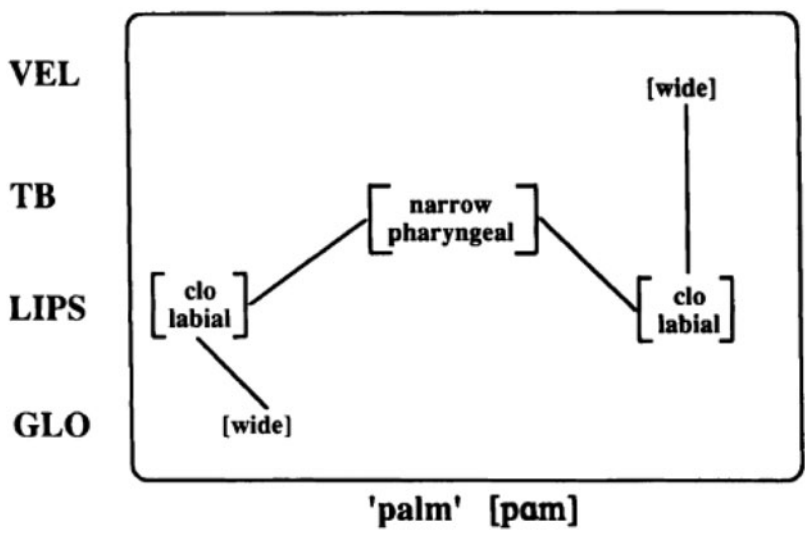 VEL
[wide]
TB
narrow
pharyngeal
LIPS
clo
labial
clo
labial
GLO
[wide]
'palm' [pɑm]